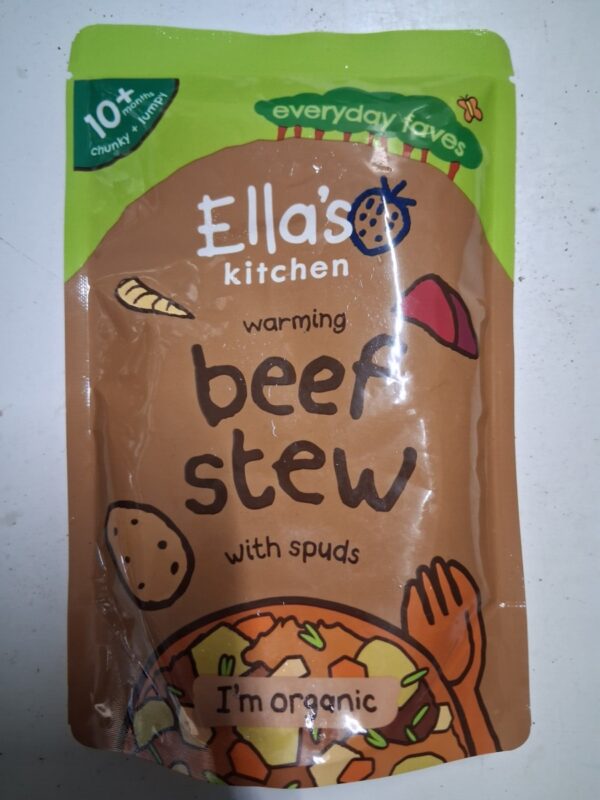 10+
months
chunky + lumpy
everyday faves
Ella's
kitchen
warming
beef
stew
with spuds
I'm organic